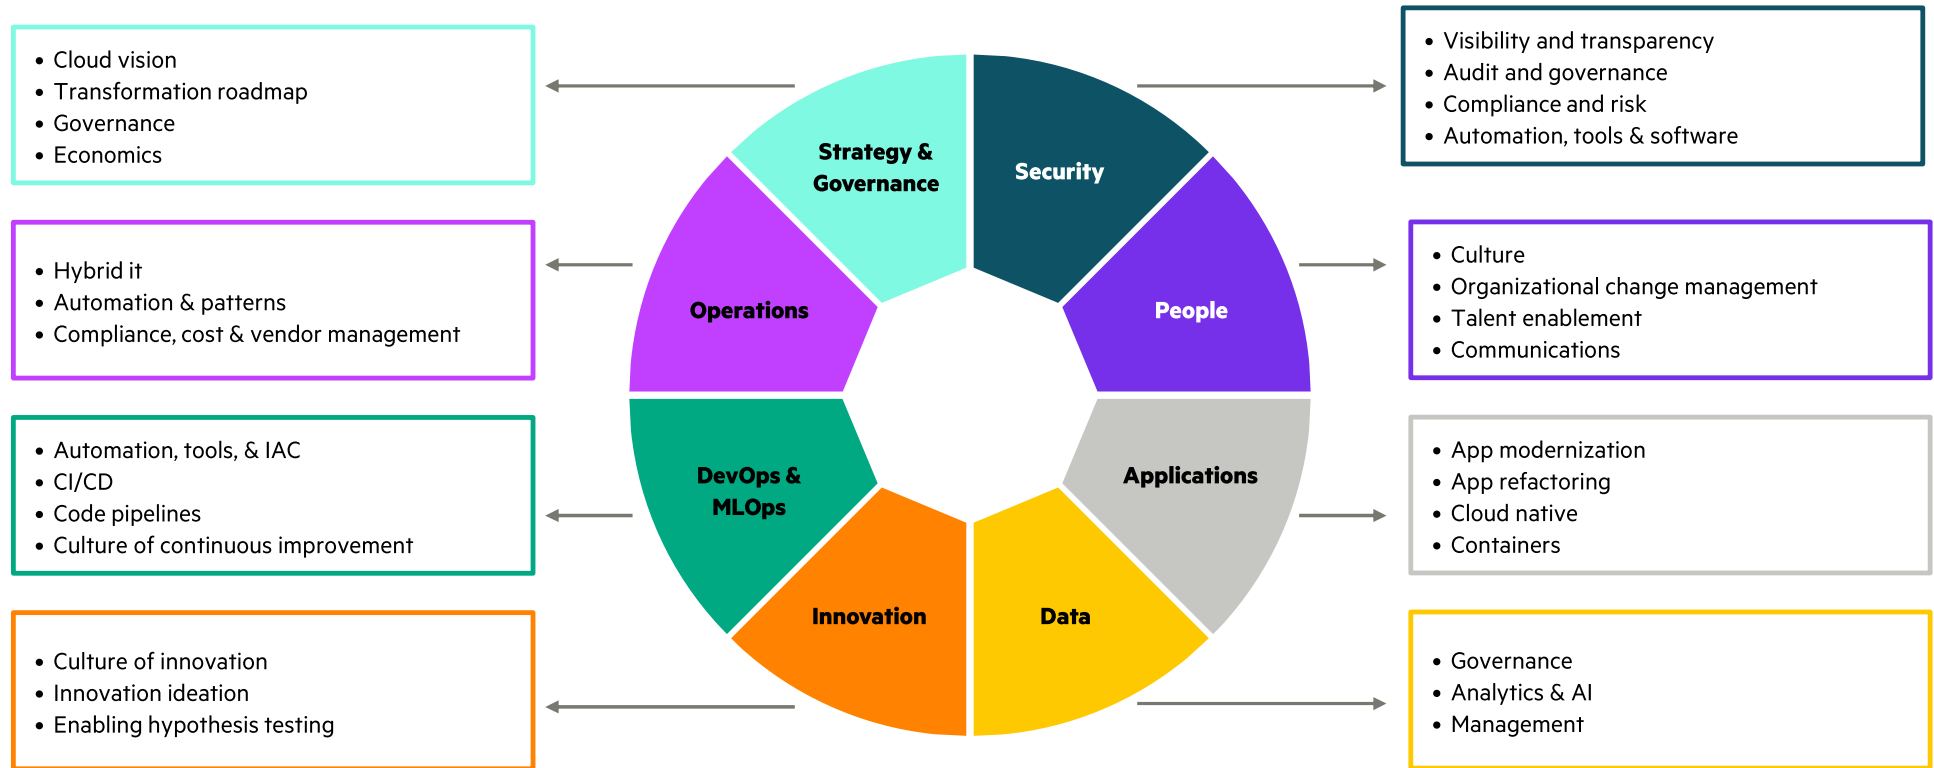 • Cloud vision
• Transformation roadmap
• Governance
• Economics
• Hybrid it
• Automation & patterns
• Compliance, cost & vendor management
• Automation, tools, & IAC
• CI/CD
• Code pipelines
• Culture of continuous improvement
• Culture of innovation
• Innovation ideation
• Enabling hypothesis testing
Strategy &
Governance
Security
Operations
People
DevOps &
MLOps
Applications
Innovation
Data
• Visibility and transparency
• Audit and governance
• Compliance and risk
• Automation, tools & software
• Culture
• Organizational change management
• Talent enablement
• Communications
• App modernization
• App refactoring
• Cloud native
• Containers
• Governance
• Analytics & AI
• Management